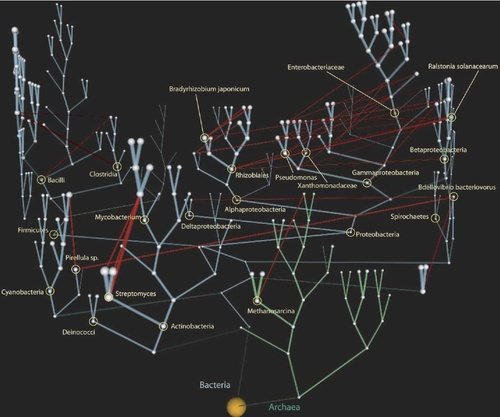 Enterobacteriaceae
Ralstonia solanacearum
Bradyrhizobium japonicum
Betaproteobacteria
Clostridia
Rhizobiales
Pseudomonas
Gammaproteobacteria
Bacilli
Xanthomonadaceae
Bdellovibrio bacteriovorus
Alphaproteobacteria
Mycobacterium
Spirochaetes
Deltaproteobacteria
Firmicutes
Proteobacteria
Pirellula sp.
Cyanobacteria
Streptomyces
Methanosarcina
Deinococci
Actinobacteria
Bacteria
Archaea